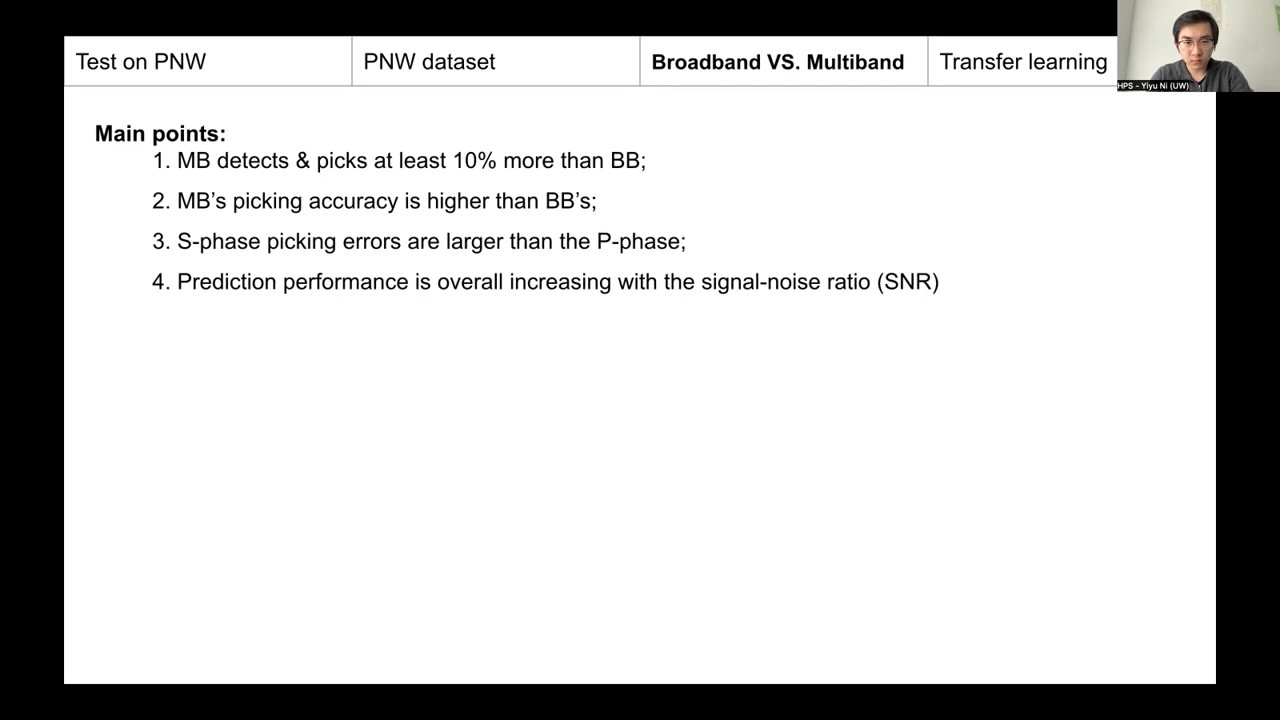 Test on PNW
PNW dataset
Broadband VS. Multiband
Transfer learning
HPS - Yiyu Ni (UW)
Main points:
1. MB detects & picks at least 10% more than BB;
2. MB’s picking accuracy is higher than BB’s;
3. S-phase picking errors are larger than the P-phase;
4. Prediction performance is overall increasing with the signal-noise ratio (SNR)